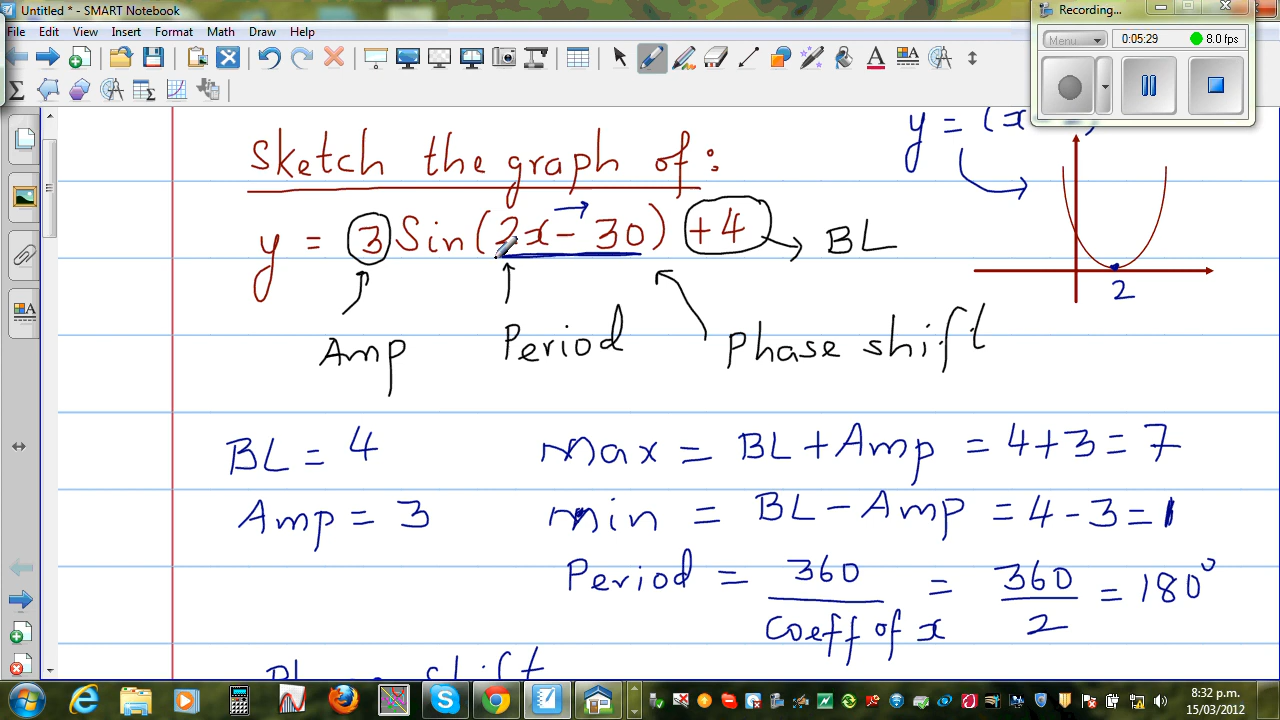 Untitled * - SMART Notebook
File Edit View Insert Format Math Draw Help
Recording...
Menu
0:05:29
8.0 fps
y = (x
Sketch the graph of:
y = 3 Sin(2x - 30) +4
BL
2
Amp
Period
Phase shift
BL = 4
Max = BL + Amp = 4+3 = 7
Amp = 3
Min = BL - Amp = 4 - 3 = 1
Period = 360 / Coeff of x = 360 / 2 = 180°
shift
8:32 p.m.
15/03/2012